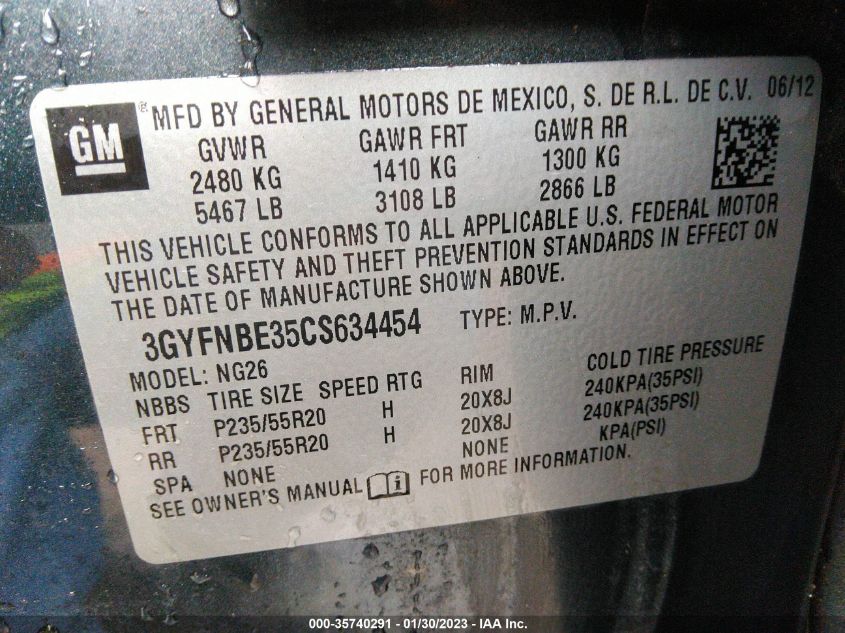 GM ® MFD BY GENERAL MOTORS DE MEXICO, S. DE R.L. DE C.V. 06/12
GVWR GAWR FRT GAWR RR
2480 KG 1410 KG 1300 KG
5467 LB 3108 LB 2866 LB
THIS VEHICLE CONFORMS TO ALL APPLICABLE U.S. FEDERAL MOTOR
VEHICLE SAFETY AND THEFT PREVENTION STANDARDS IN EFFECT ON
THE DATE OF MANUFACTURE SHOWN ABOVE.
3GYFNBE35CS634454 TYPE: M.P.V.
MODEL: NG26
NBBS TIRE SIZE SPEED RTG RIM COLD TIRE PRESSURE
FRT P235/55R20 H 20X8J 240KPA(35PSI)
RR P235/55R20 H 20X8J 240KPA(35PSI)
SPA NONE NONE KPA(PSI)
SEE OWNER'S MANUAL i FOR MORE INFORMATION.
000-35740291 - 01/30/2023 - IAA Inc.